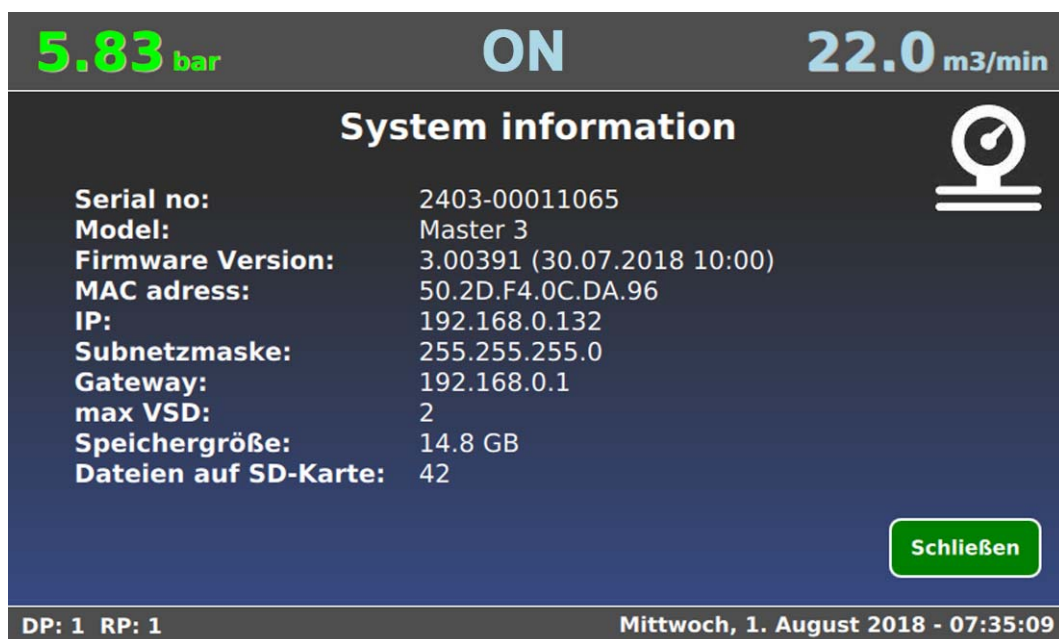 5.83 bar ON 22.0 m3/min
System information
Serial no: 2403-00011065
Model: Master 3
Firmware Version: 3.00391 (30.07.2018 10:00)
MAC adress: 50.2D.F4.0C.DA.96
IP: 192.168.0.132
Subnetzmaske: 255.255.255.0
Gateway: 192.168.0.1
max VSD: 2
Speichergröße: 14.8 GB
Dateien auf SD-Karte: 42
Schließen
DP: 1 RP: 1 Mittwoch, 1. August 2018 - 07:35:09